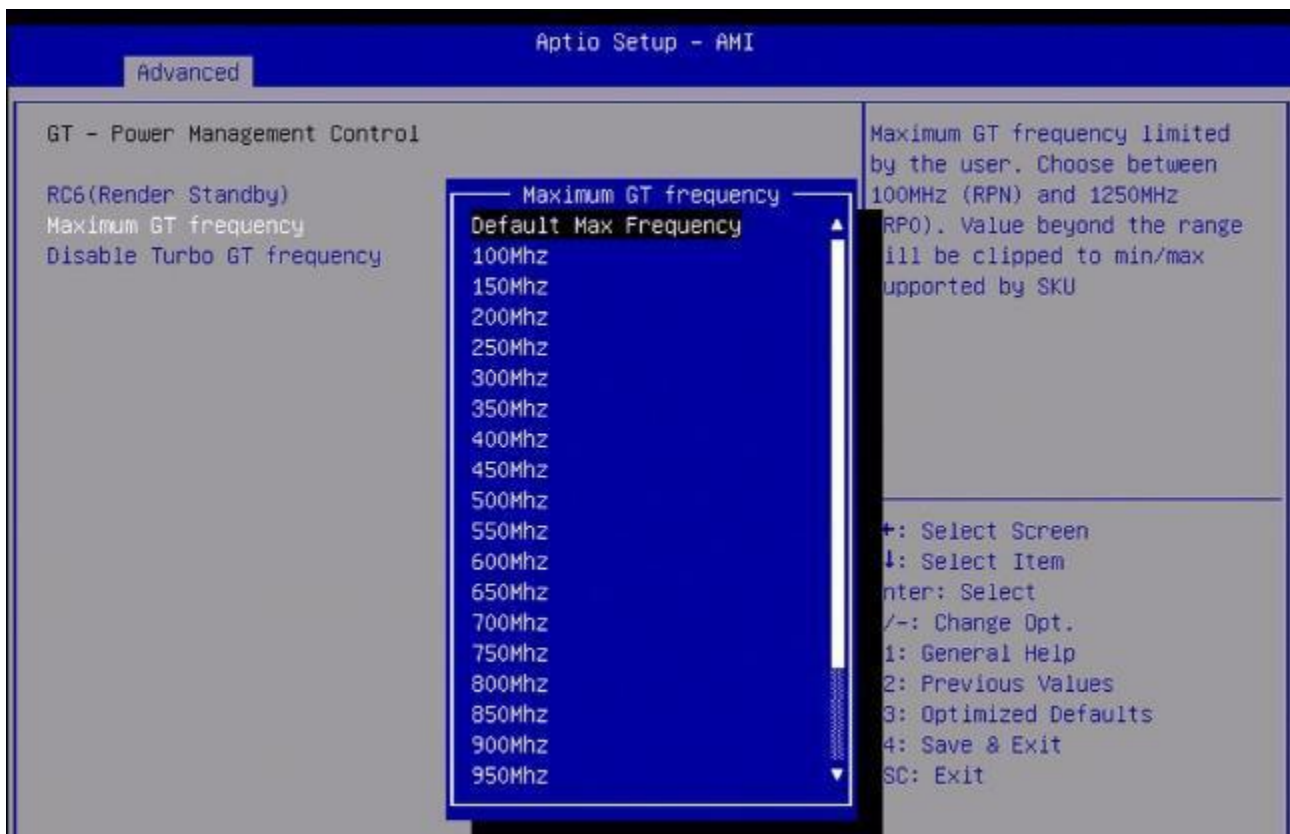 Aptio Setup – AMI
Advanced
GT – Power Management Control
RC6(Render Standby)
Maximum GT frequency
Disable Turbo GT frequency
Maximum GT frequency
Default Max Frequency
100Mhz
150Mhz
200Mhz
250Mhz
300Mhz
350Mhz
400Mhz
450Mhz
500Mhz
550Mhz
600Mhz
650Mhz
700Mhz
750Mhz
800Mhz
850Mhz
900Mhz
950Mhz
Maximum GT frequency limited
by the user. Choose between
100MHz (RPN) and 1250MHz
RP0). Value beyond the range
ill be clipped to min/max
upported by SKU
: Select Screen
↓: Select Item
nter: Select
/-: Change Opt.
1: General Help
2: Previous Values
3: Optimized Defaults
4: Save & Exit
SC: Exit